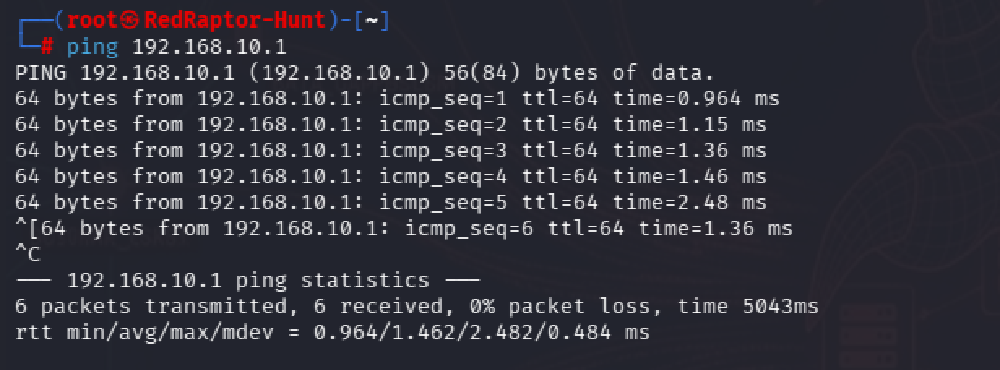 ┌──(root㉿RedRaptor-Hunt)-[~]
└─# ping 192.168.10.1
PING 192.168.10.1 (192.168.10.1) 56(84) bytes of data.
64 bytes from 192.168.10.1: icmp_seq=1 ttl=64 time=0.964 ms
64 bytes from 192.168.10.1: icmp_seq=2 ttl=64 time=1.15 ms
64 bytes from 192.168.10.1: icmp_seq=3 ttl=64 time=1.36 ms
64 bytes from 192.168.10.1: icmp_seq=4 ttl=64 time=1.46 ms
64 bytes from 192.168.10.1: icmp_seq=5 ttl=64 time=2.48 ms
^[64 bytes from 192.168.10.1: icmp_seq=6 ttl=64 time=1.36 ms
^C
--- 192.168.10.1 ping statistics ---
6 packets transmitted, 6 received, 0% packet loss, time 5043ms
rtt min/avg/max/mdev = 0.964/1.462/2.482/0.484 ms